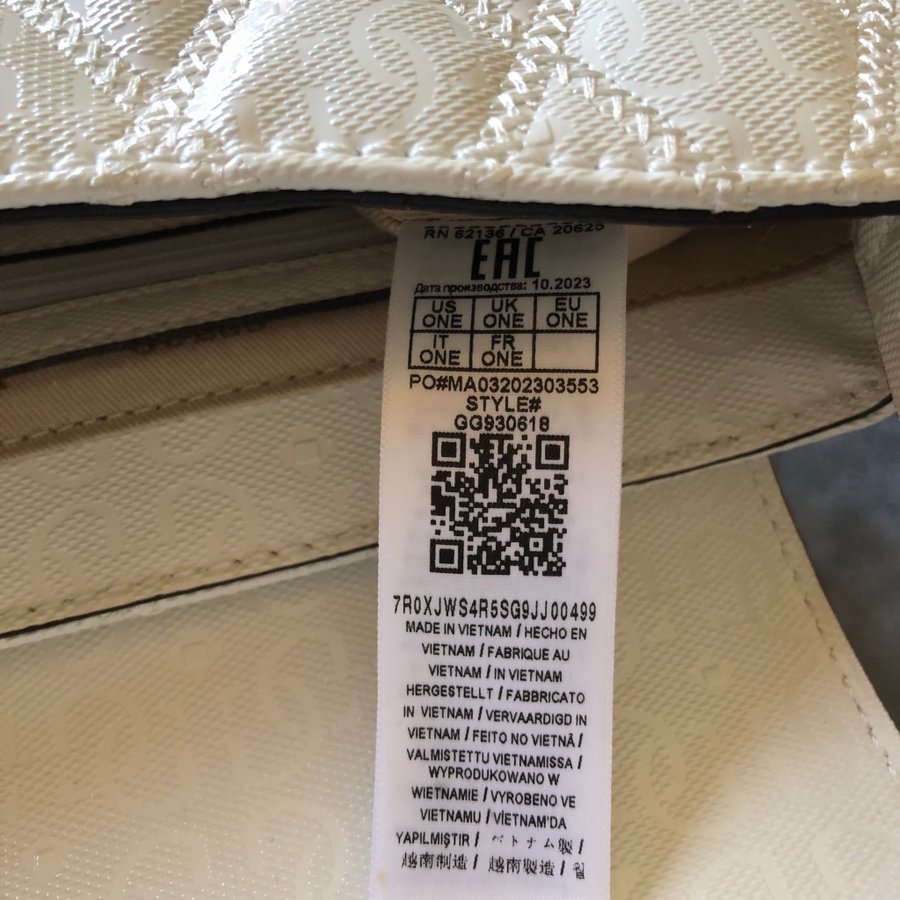 RN 62136 / CA 20625
EAC
Дата производства: 10.2023
US ONE UK ONE EU ONE
IT ONE FR ONE
PO#MA03202303553
STYLE#
GG930618
7R0XJWS4R5SG9JJ00499
MADE IN VIETNAM / HECHO EN
VIETNAM / FABRIQUE AU
VIETNAM / IN VIETNAM
HERGESTELLT / FABBRICATO
IN VIETNAM / VERVAARDIGD IN
VIETNAM / FEITO NO VIETNÃ /
VALMISTETTU VIETNAMISSA /
WYPRODUKOWANO W
WIETNAMIE / VYROBENO VE
VIETNAMU / VİETNAM'DA
YAPILMIŞTIR / ベトナム製 /
越南制造 / 越南製造 /